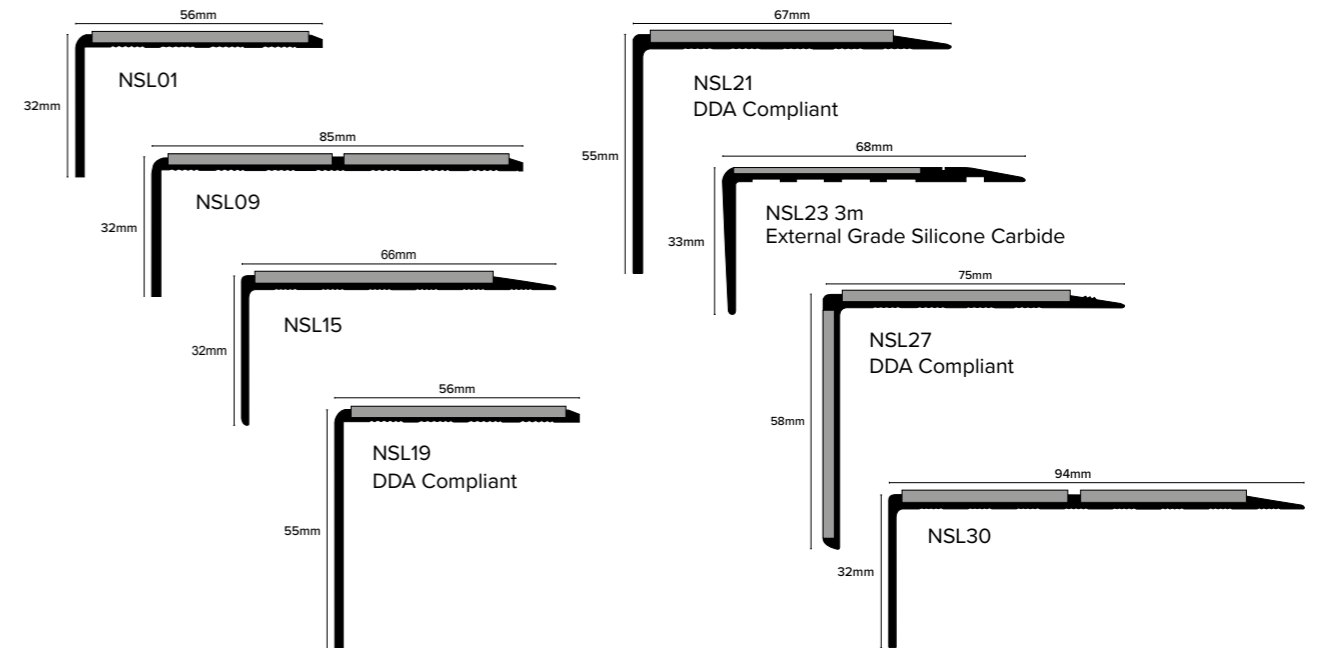 56mm
32mm
NSL01
85mm
32mm
NSL09
66mm
32mm
NSL15
56mm
55mm
NSL19
DDA Compliant
67mm
55mm
NSL21
DDA Compliant
68mm
33mm
NSL23 3m
External Grade Silicone Carbide
75mm
58mm
NSL27
DDA Compliant
94mm
32mm
NSL30